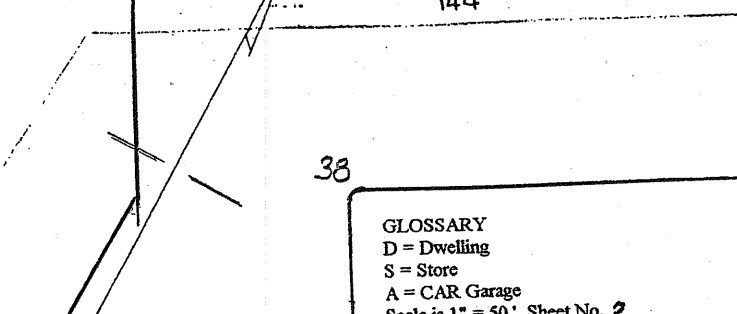 144
38
GLOSSARY
D = Dwelling
S = Store
A = CAR Garage
Scale is 1" = 50', Sheet No. 2